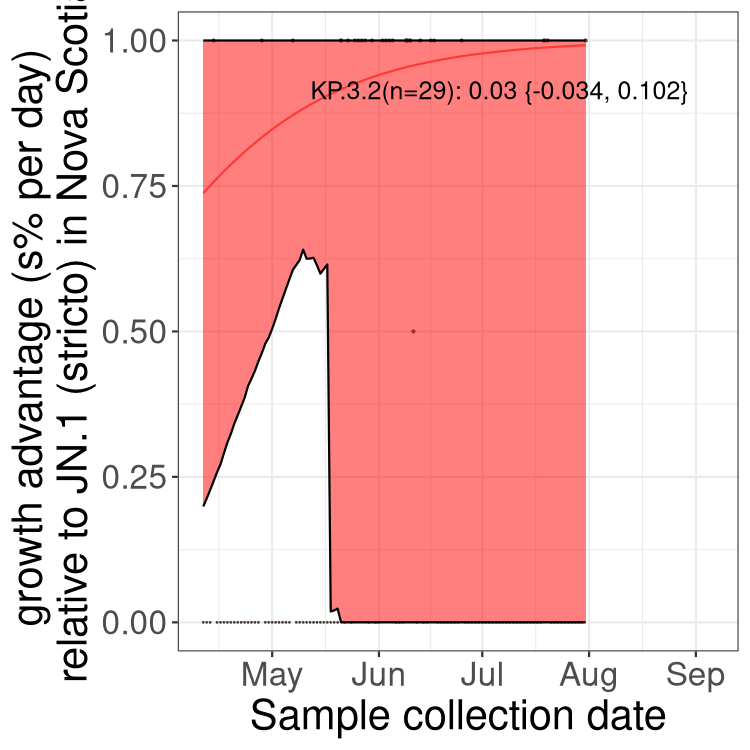 growth advantage (s% per day)
relative to JN.1 (stricto) in Nova Scotia
1.00
0.75
0.50
0.25
0.00
KP.3.2(n=29): 0.03 {-0.034, 0.102}
May Jun Jul Aug Sep
Sample collection date